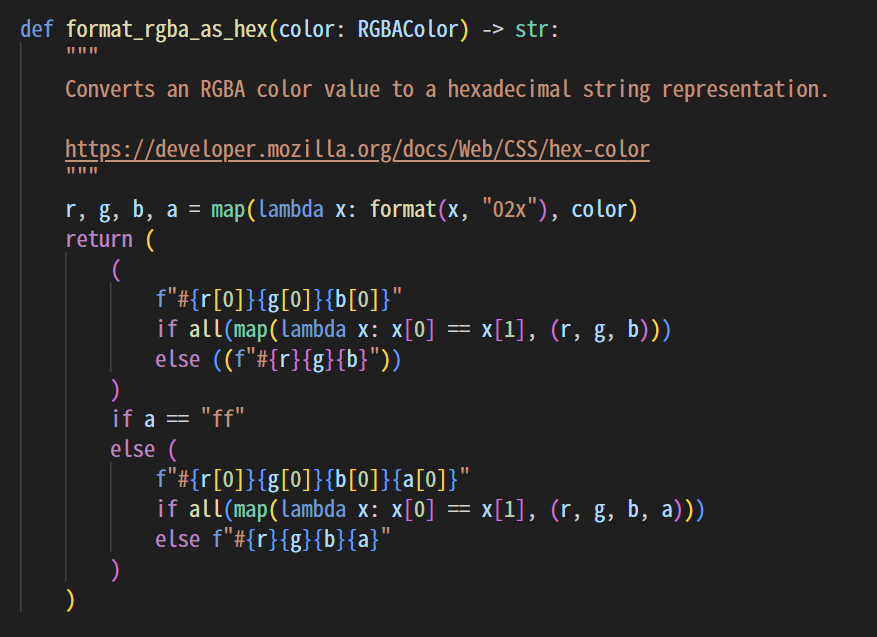 def format_rgba_as_hex(color: RGBAColor) -> str:
    """
    Converts an RGBA color value to a hexadecimal string representation.

    https://developer.mozilla.org/docs/Web/CSS/hex-color
    """
    r, g, b, a = map(lambda x: format(x, "02x"), color)
    return (
        (
            f"#{r[0]}{g[0]}{b[0]}"
            if all(map(lambda x: x[0] == x[1], (r, g, b)))
            else ((f"#{r}{g}{b}"))
        )
        if a == "ff"
        else (
            f"#{r[0]}{g[0]}{b[0]}{a[0]}"
            if all(map(lambda x: x[0] == x[1], (r, g, b, a)))
            else f"#{r}{g}{b}{a}"
        )
    )